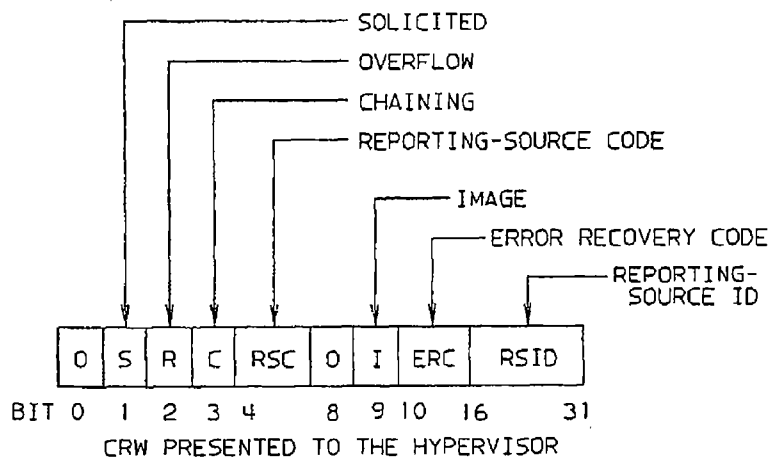 SOLICITED
OVERFLOW
CHAINING
REPORTING-SOURCE CODE
IMAGE
ERROR RECOVERY CODE
REPORTING-
SOURCE ID
0 S R C RSC 0 I ERC RSID
BIT 0 1 2 3 4 8 9 10 16 31
CRW PRESENTED TO THE HYPERVISOR